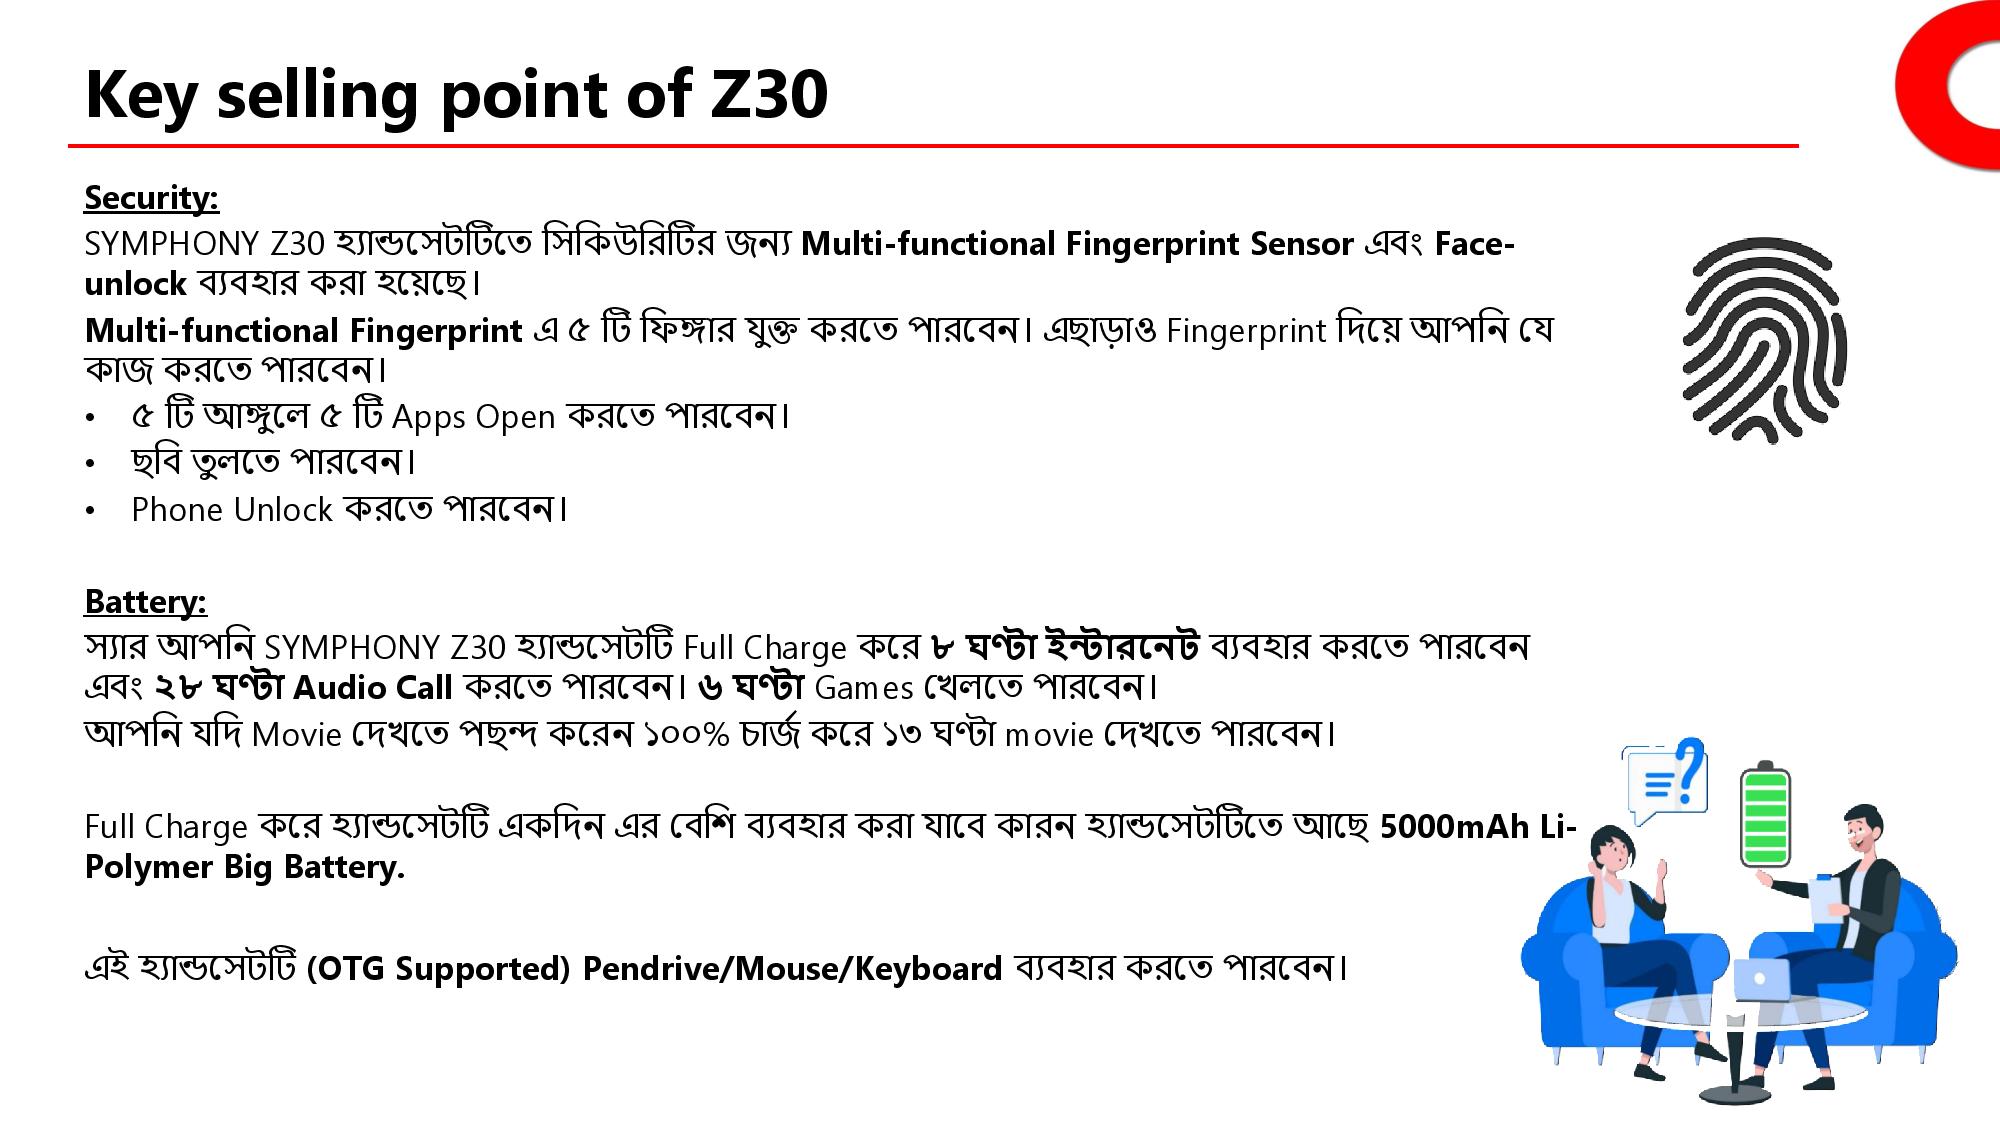 Key selling point of Z30
Security:
SYMPHONY Z30 হ্যান্ডসেটটিতে সিকিউরিটির জন্য Multi-functional Fingerprint Sensor এবং Face-
unlock ব্যবহার করা হয়েছে।
Multi-functional Fingerprint এ ৫ টি ফিঙ্গার যুক্ত করতে পারবেন। এছাড়াও Fingerprint দিয়ে আপনি যে
কাজ করতে পারবেন।
• ৫ টি আঙ্গুলে ৫ টি Apps Open করতে পারবেন।
• ছবি তুলতে পারবেন।
• Phone Unlock করতে পারবেন।
Battery:
স্যার আপনি SYMPHONY Z30 হ্যান্ডসেটটি Full Charge করে ৮ ঘণ্টা ইন্টারনেট ব্যবহার করতে পারবেন
এবং ২৮ ঘণ্টা Audio Call করতে পারবেন। ৬ ঘণ্টা Games খেলতে পারবেন।
আপনি যদি Movie দেখতে পছন্দ করেন ১০০% চার্জ করে ১৩ ঘণ্টা movie দেখতে পারবেন।
Full Charge করে হ্যান্ডসেটটি একদিন এর বেশি ব্যবহার করা যাবে কারন হ্যান্ডসেটটিতে আছে 5000mAh Li-
Polymer Big Battery.
এই হ্যান্ডসেটটি (OTG Supported) Pendrive/Mouse/Keyboard ব্যবহার করতে পারবেন।